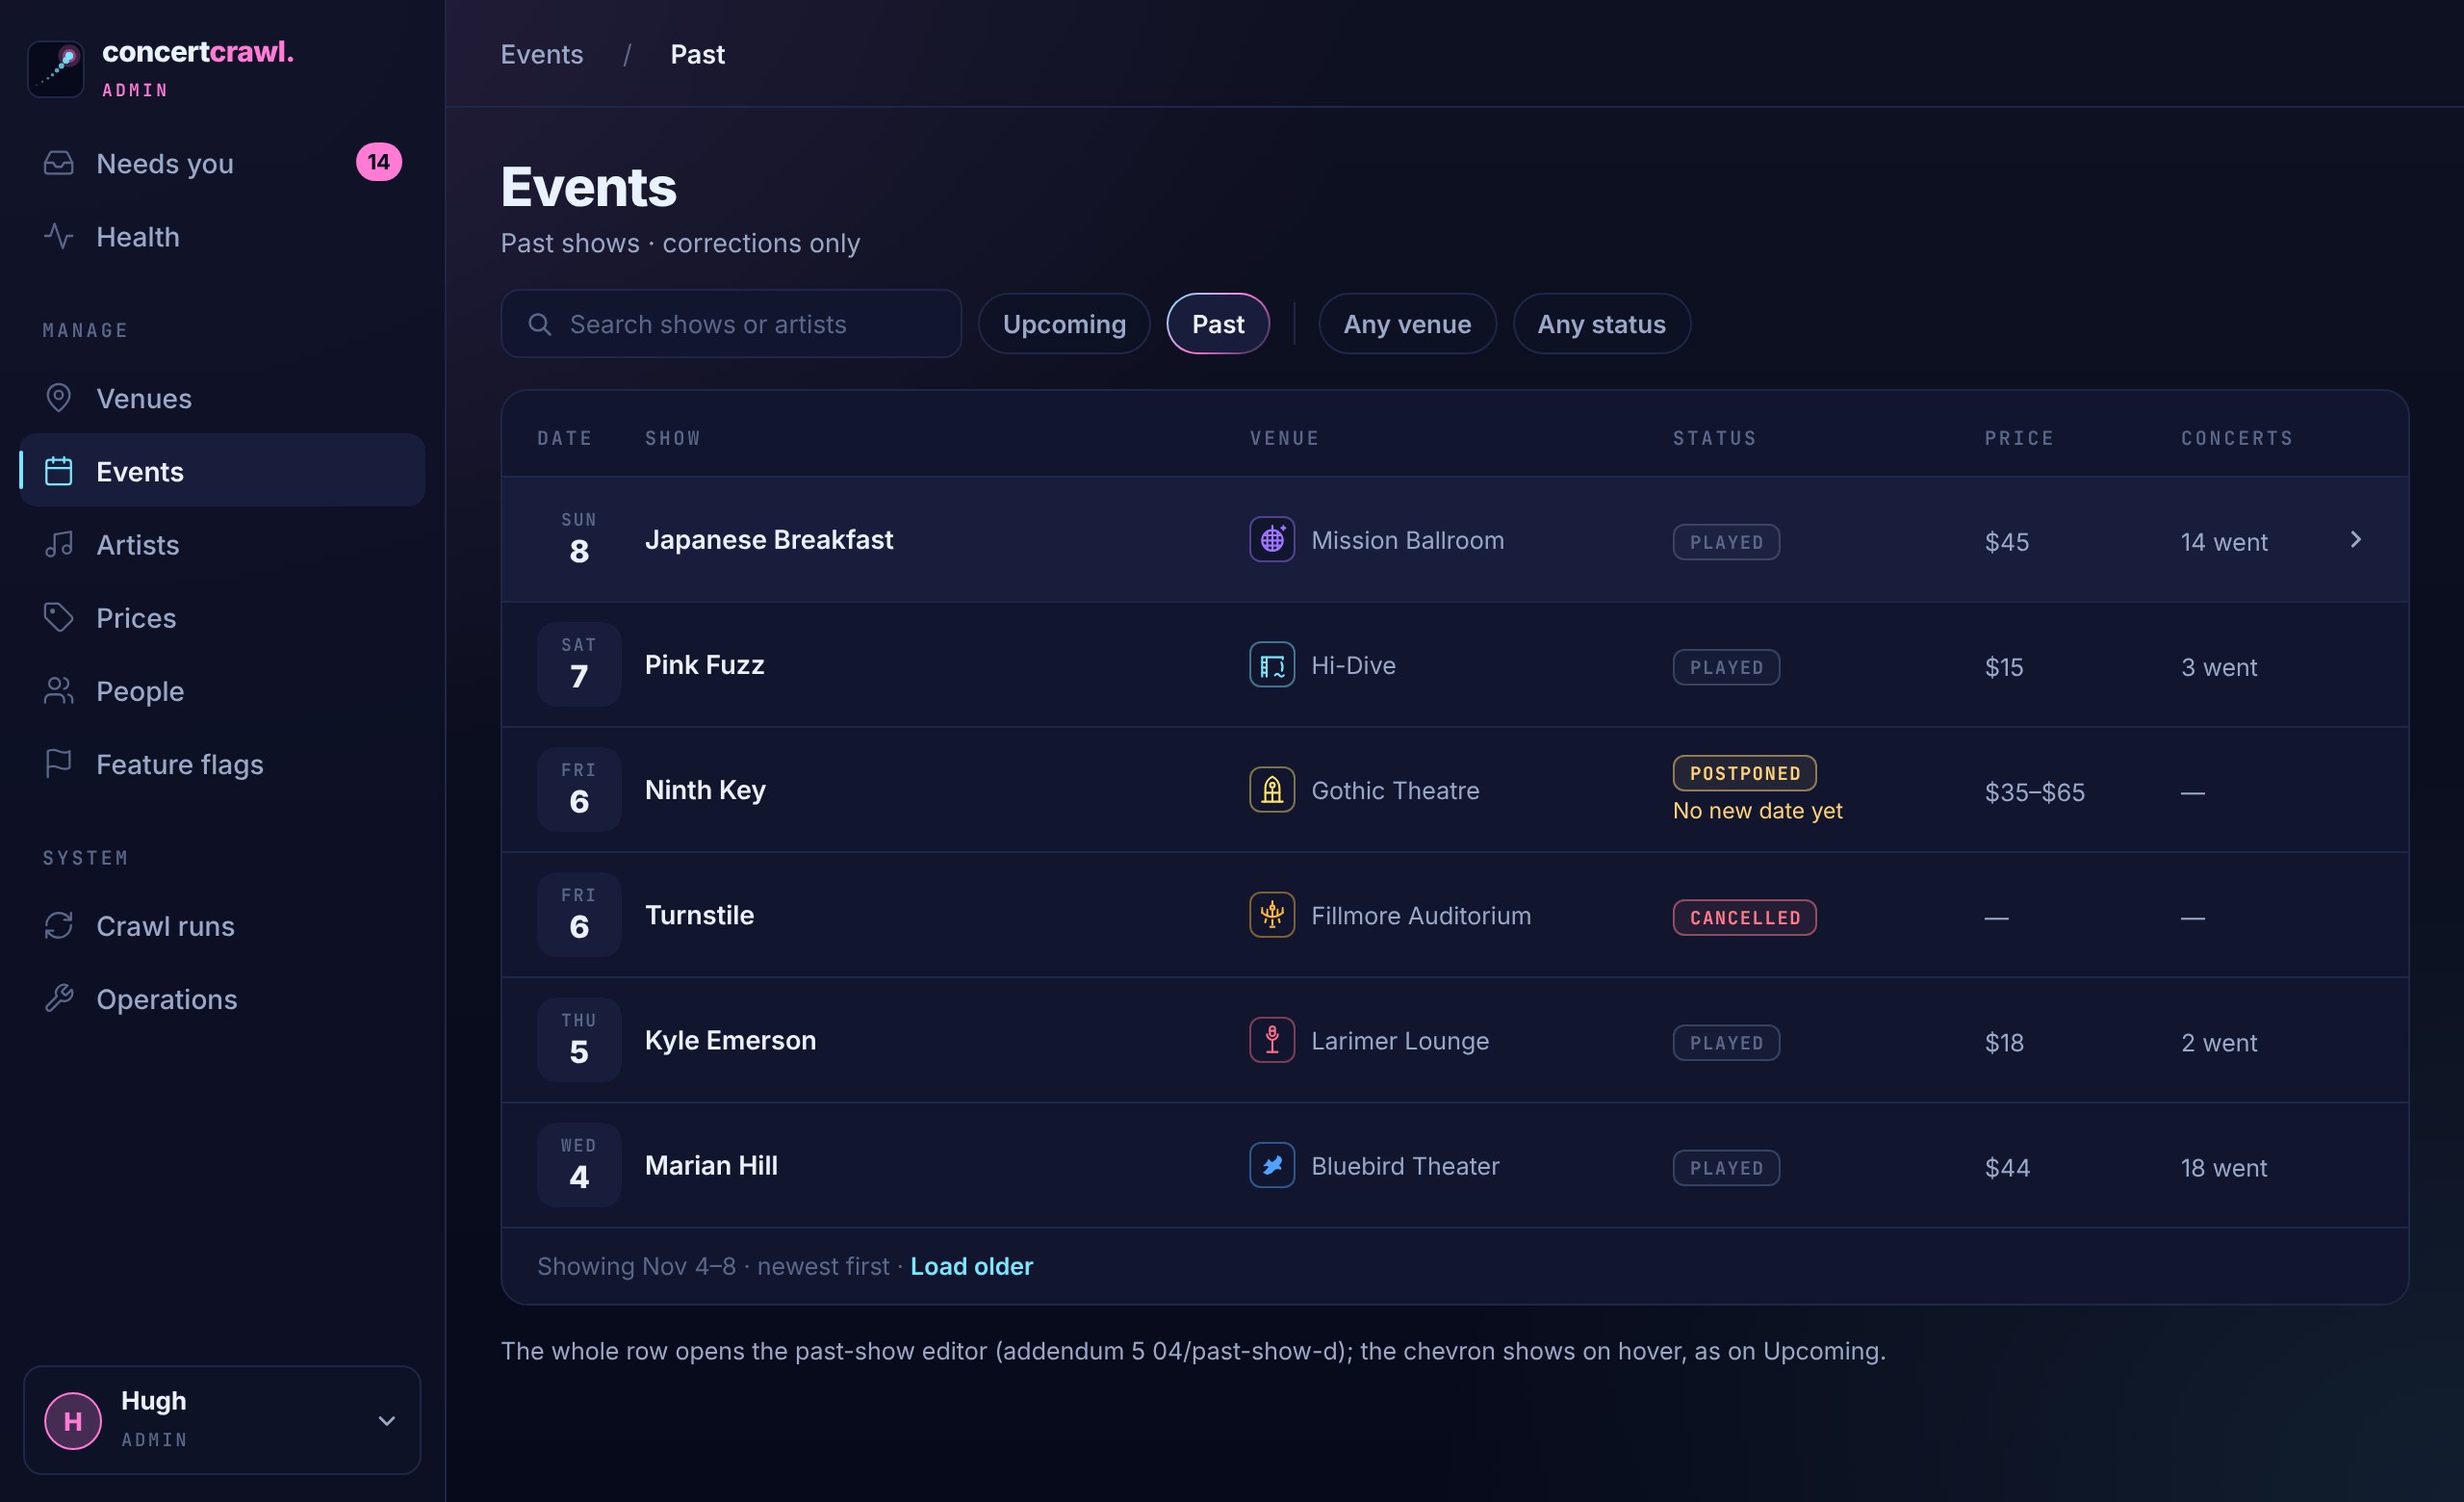 concertcrawl.
ADMIN
Needs you 14
Health
MANAGE
Venues
Events
Artists
Prices
People
Feature flags
SYSTEM
Crawl runs
Operations
H Hugh
ADMIN
Events / Past
Events
Past shows · corrections only
Search shows or artists Upcoming Past Any venue Any status
DATE SHOW VENUE STATUS PRICE CONCERTS
SUN 8 Japanese Breakfast Mission Ballroom PLAYED $45 14 went
SAT 7 Pink Fuzz Hi-Dive PLAYED $15 3 went
FRI 6 Ninth Key Gothic Theatre POSTPONED No new date yet $35–$65 —
FRI 6 Turnstile Fillmore Auditorium CANCELLED — —
THU 5 Kyle Emerson Larimer Lounge PLAYED $18 2 went
WED 4 Marian Hill Bluebird Theater PLAYED $44 18 went
Showing Nov 4–8 · newest first · Load older
The whole row opens the past-show editor (addendum 5 04/past-show-d); the chevron shows on hover, as on Upcoming.